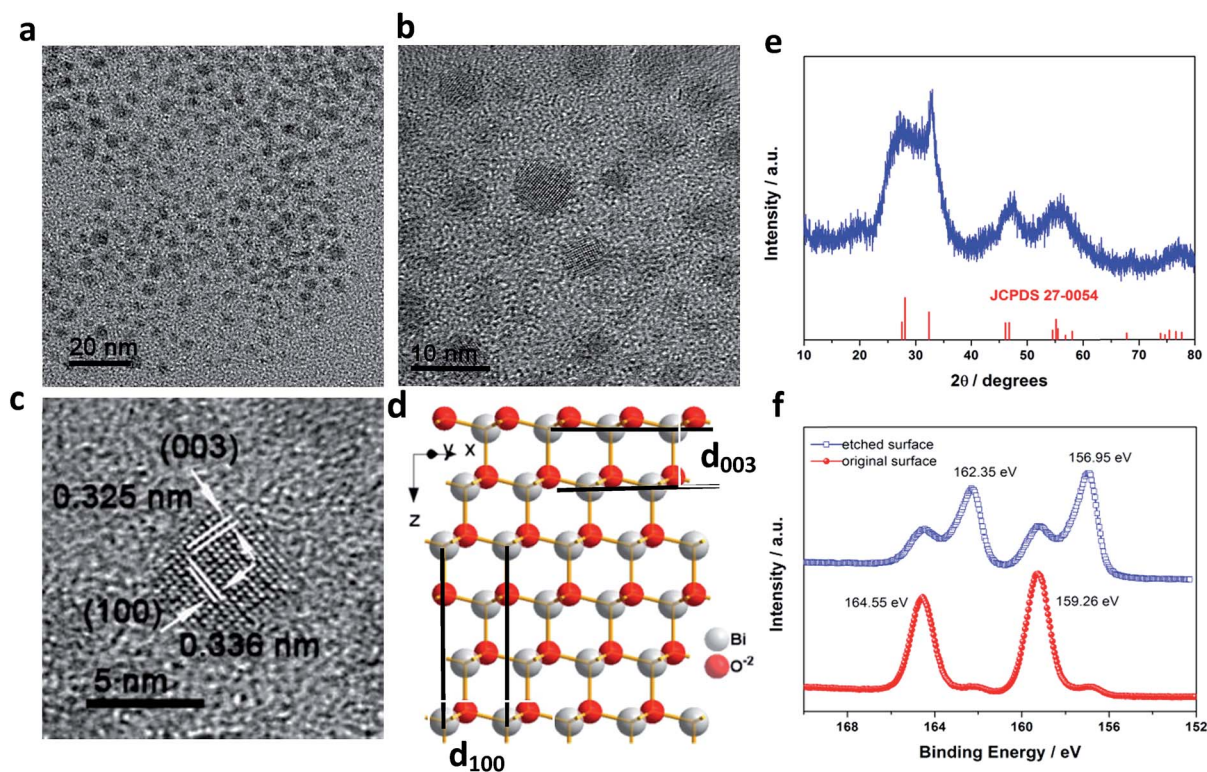 a
20 nm
b
10 nm
c
(003)
0.325 nm
(100)
0.336 nm
5 nm
d
y x
z
d003
d100
Bi
O-2
e
Intensity / a.u.
JCPDS 27-0054
10 20 30 40 50 60 70 80
2θ / degrees
f
etched surface
original surface
162.35 eV
156.95 eV
164.55 eV
159.26 eV
Intensity / a.u.
168 164 160 156 152
Binding Energy / eV